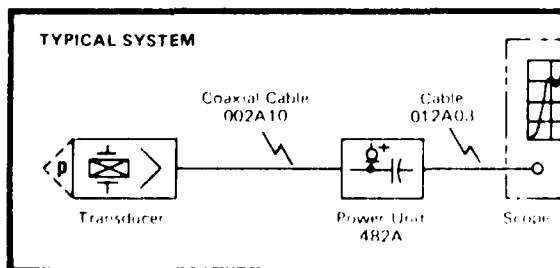 TYPICAL SYSTEM
Coaxial Cable
002A10
Cable
012A03
p
+
Transducer
Power Unit
482A
Scope